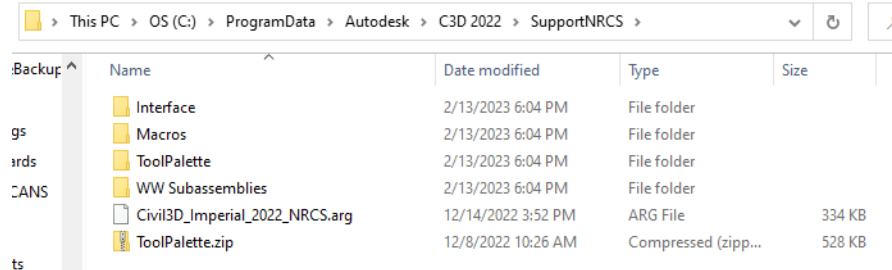 This PC > OS (C:) > ProgramData > Autodesk > C3D 2022 > SupportNRCS >
Backup Name Date modified Type Size
Interface 2/13/2023 6:04 PM File folder
gs Macros 2/13/2023 6:04 PM File folder
ards ToolPalette 2/13/2023 6:04 PM File folder
CANS WW Subassemblies 2/13/2023 6:04 PM File folder
Civil3D_Imperial_2022_NRCS.arg 12/14/2022 3:52 PM ARG File 334 KB
ToolPalette.zip 12/8/2022 10:26 AM Compressed (zipp... 528 KB
ts